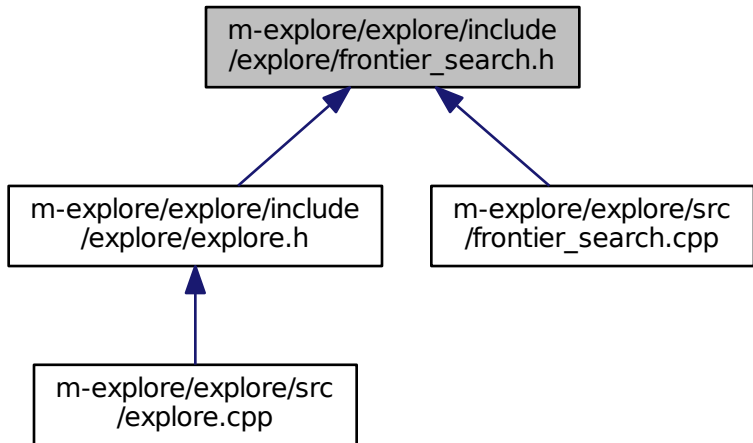 m-explore/explore/include
/explore/frontier_search.h
m-explore/explore/include
/explore/explore.h
m-explore/explore/src
/frontier_search.cpp
m-explore/explore/src
/explore.cpp